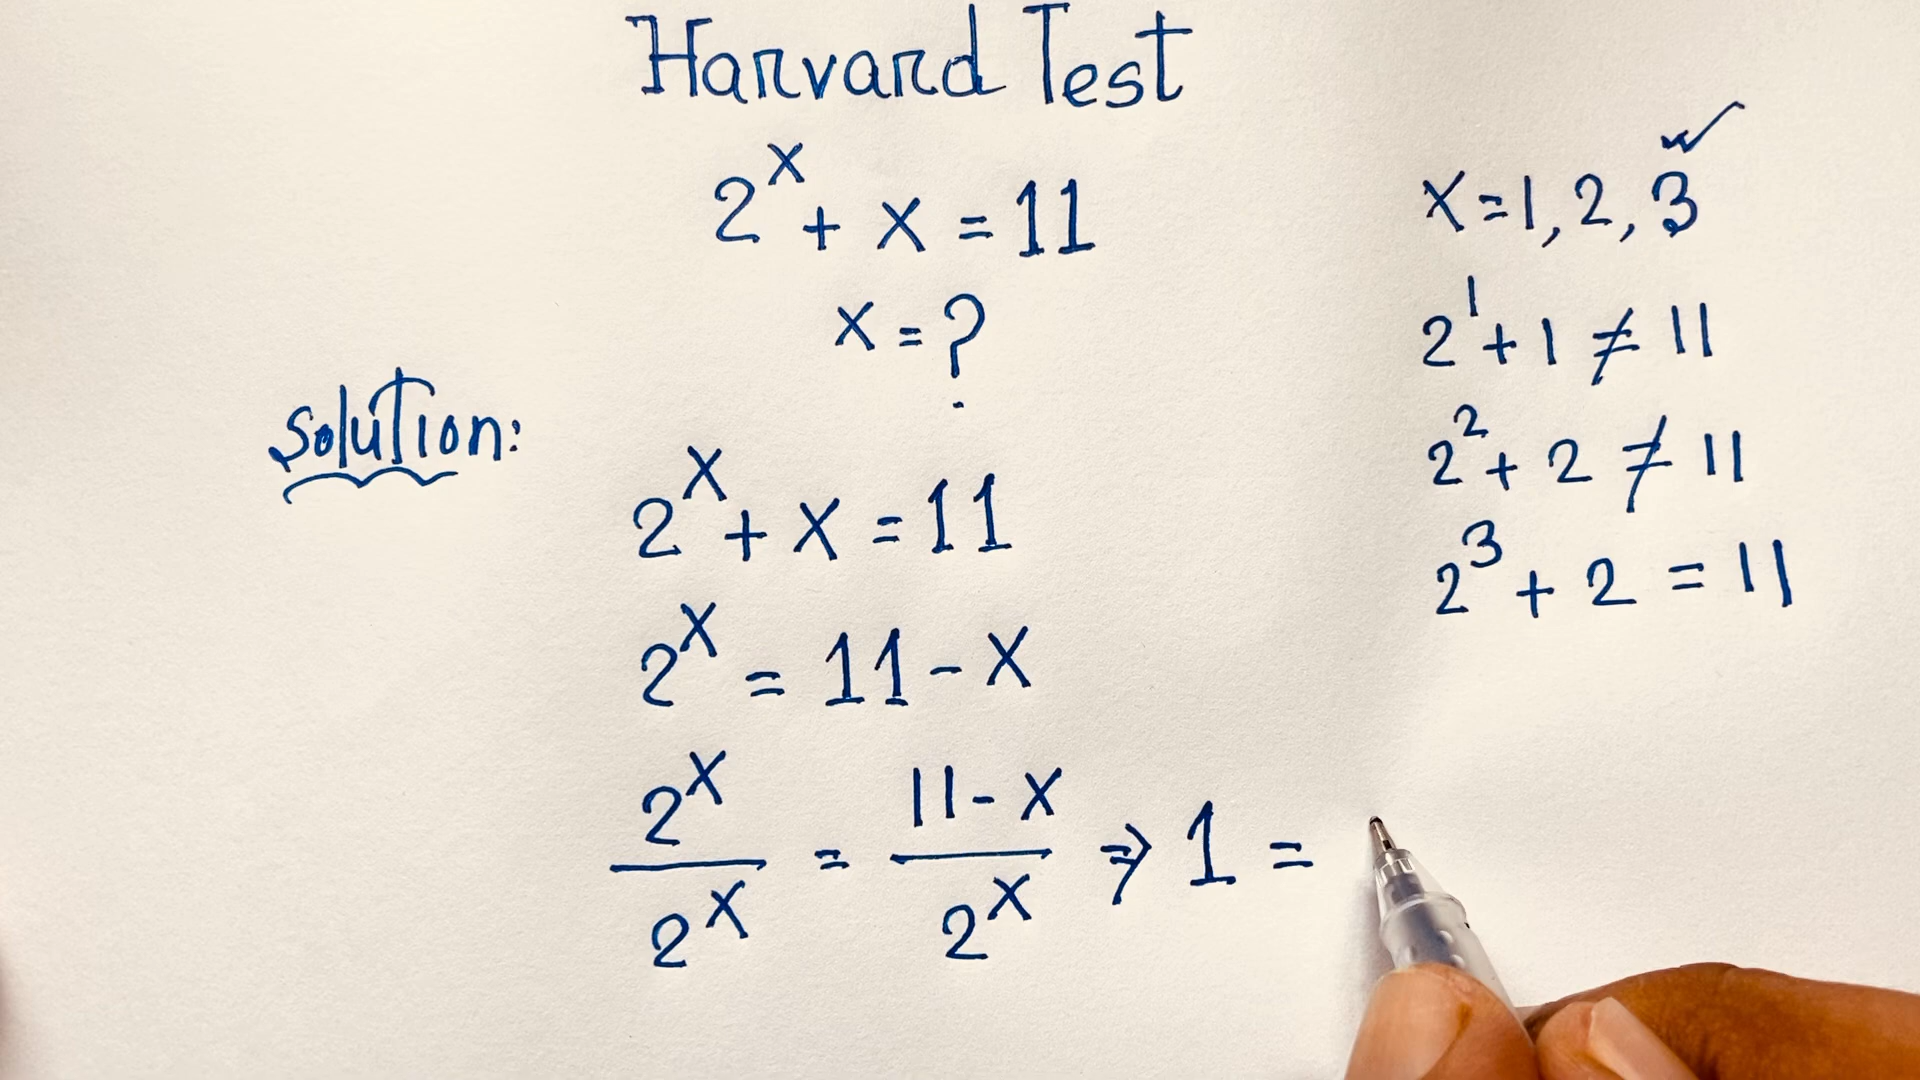 Harvard Test
2^x + x = 11
x = ?
Solution:
2^x + x = 11
2^x = 11 - x
2^x/2^x = (11 - x)/2^x ⇒ 1 =
x = 1, 2, 3 ✓
2^1 + 1 ≠ 11
2^2 + 2 ≠ 11
2^3 + 2 = 11